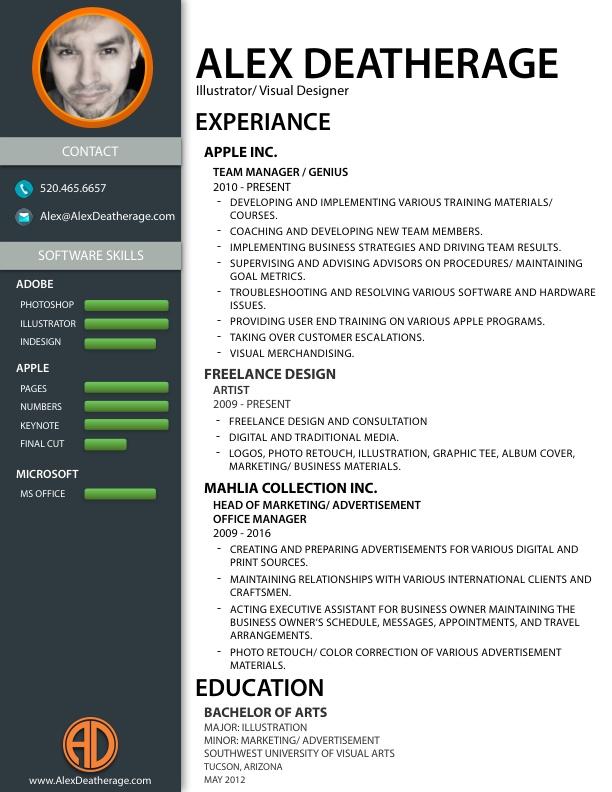 CONTACT
520.465.6657
Alex@AlexDeatherage.com
SOFTWARE SKILLS
ADOBE
PHOTOSHOP
ILLUSTRATOR
INDESIGN
APPLE
PAGES
NUMBERS
KEYNOTE
FINAL CUT
MICROSOFT
MS OFFICE
AD
www.AlexDeatherage.com
ALEX DEATHERAGE
Illustrator/ Visual Designer
EXPERIANCE
APPLE INC.
TEAM MANAGER / GENIUS
2010 - PRESENT
- DEVELOPING AND IMPLEMENTING VARIOUS TRAINING MATERIALS/
COURSES.
- COACHING AND DEVELOPING NEW TEAM MEMBERS.
- IMPLEMENTING BUSINESS STRATEGIES AND DRIVING TEAM RESULTS.
- SUPERVISING AND ADVISING ADVISORS ON PROCEDURES/ MAINTAINING
GOAL METRICS.
- TROUBLESHOOTING AND RESOLVING VARIOUS SOFTWARE AND HARDWARE
ISSUES.
- PROVIDING USER END TRAINING ON VARIOUS APPLE PROGRAMS.
- TAKING OVER CUSTOMER ESCALATIONS.
- VISUAL MERCHANDISING.
FREELANCE DESIGN
ARTIST
2009 - PRESENT
- FREELANCE DESIGN AND CONSULTATION
- DIGITAL AND TRADITIONAL MEDIA.
- LOGOS, PHOTO RETOUCH, ILLUSTRATION, GRAPHIC TEE, ALBUM COVER,
MARKETING/ BUSINESS MATERIALS.
MAHLIA COLLECTION INC.
HEAD OF MARKETING/ ADVERTISEMENT
OFFICE MANAGER
2009 - 2016
- CREATING AND PREPARING ADVERTISEMENTS FOR VARIOUS DIGITAL AND
PRINT SOURCES.
- MAINTAINING RELATIONSHIPS WITH VARIOUS INTERNATIONAL CLIENTS AND
CRAFTSMEN.
- ACTING EXECUTIVE ASSISTANT FOR BUSINESS OWNER MAINTAINING THE
BUSINESS OWNER'S SCHEDULE, MESSAGES, APPOINTMENTS, AND TRAVEL
ARRANGEMENTS.
- PHOTO RETOUCH/ COLOR CORRECTION OF VARIOUS ADVERTISEMENT
MATERIALS.
EDUCATION
BACHELOR OF ARTS
MAJOR: ILLUSTRATION
MINOR: MARKETING/ ADVERTISEMENT
SOUTHWEST UNIVERSITY OF VISUAL ARTS
TUCSON, ARIZONA
MAY 2012